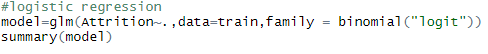 #logistic regression
model=glm(Attrition~.,data=train,family = binomial("logit"))
summary(model)